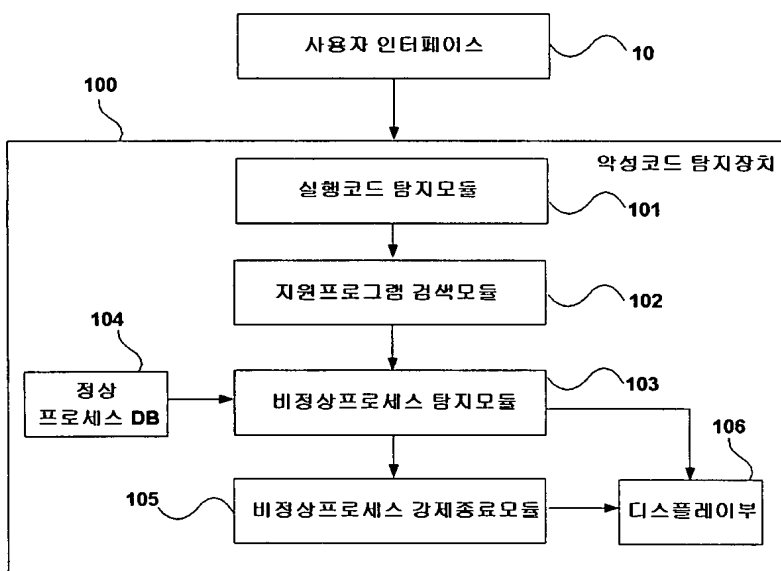 사용자 인터페이스
10
100
악성코드 탐지장치
실행코드 탐지모듈
101
지원프로그램 검색모듈
102
104
정상
프로세스 DB
비정상프로세스 탐지모듈
103
106
105
비정상프로세스 강제종료모듈
디스플레이부